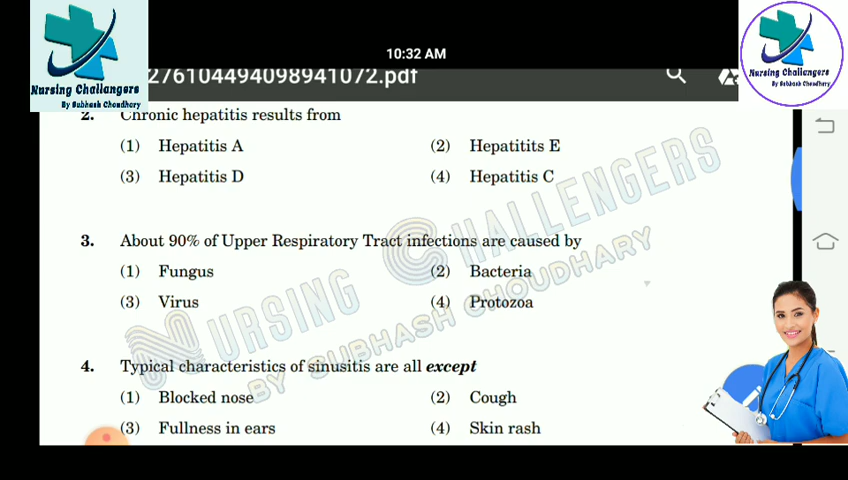 10:32 AM
276104494098941072.pdf
Nursing Challangers
By Subhash Choudhary
Nursing Challengers
By Subhash Choudhary
2. Chronic hepatitis results from
(1) Hepatitis A
(2) Hepatitits E
(3) Hepatitis D
(4) Hepatitis C
3. About 90% of Upper Respiratory Tract infections are caused by
(1) Fungus
(2) Bacteria
(3) Virus
(4) Protozoa
4. Typical characteristics of sinusitis are all except
(1) Blocked nose
(2) Cough
(3) Fullness in ears
(4) Skin rash
NURSING CHALLENGERS
BY SUBHASH CHOUDHARY